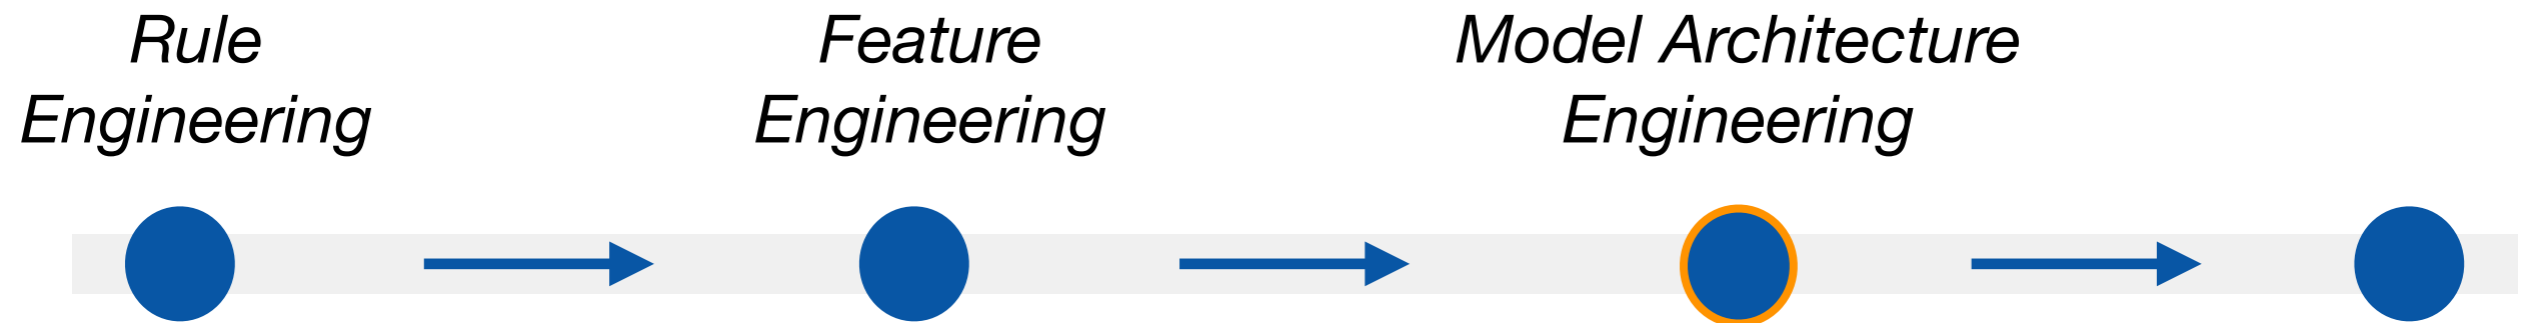 Rule
Engineering
Feature
Engineering
Model Architecture
Engineering